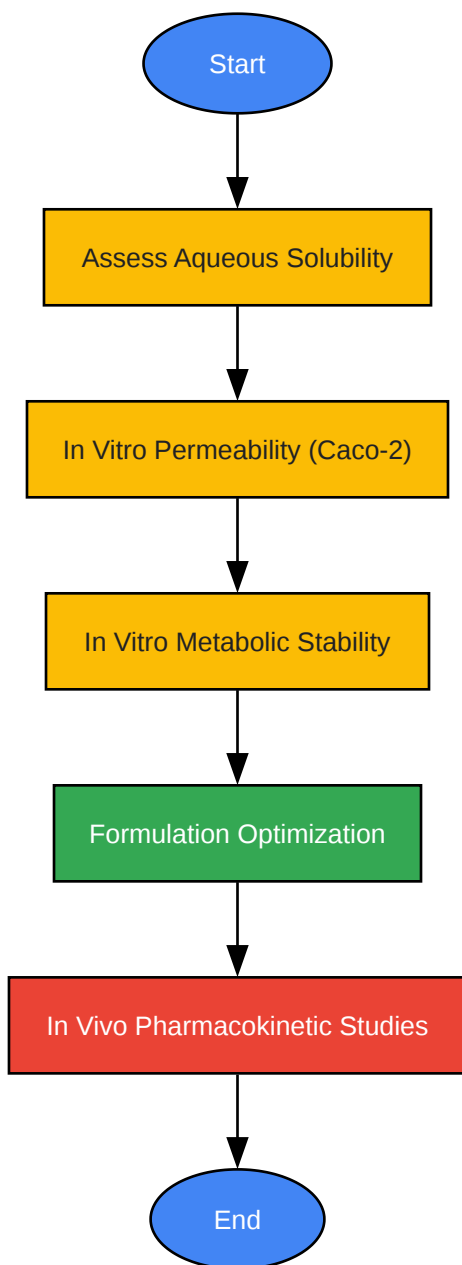 Start
Assess Aqueous Solubility
In Vitro Permeability (Caco-2)
In Vitro Metabolic Stability
Formulation Optimization
In Vivo Pharmacokinetic Studies
End